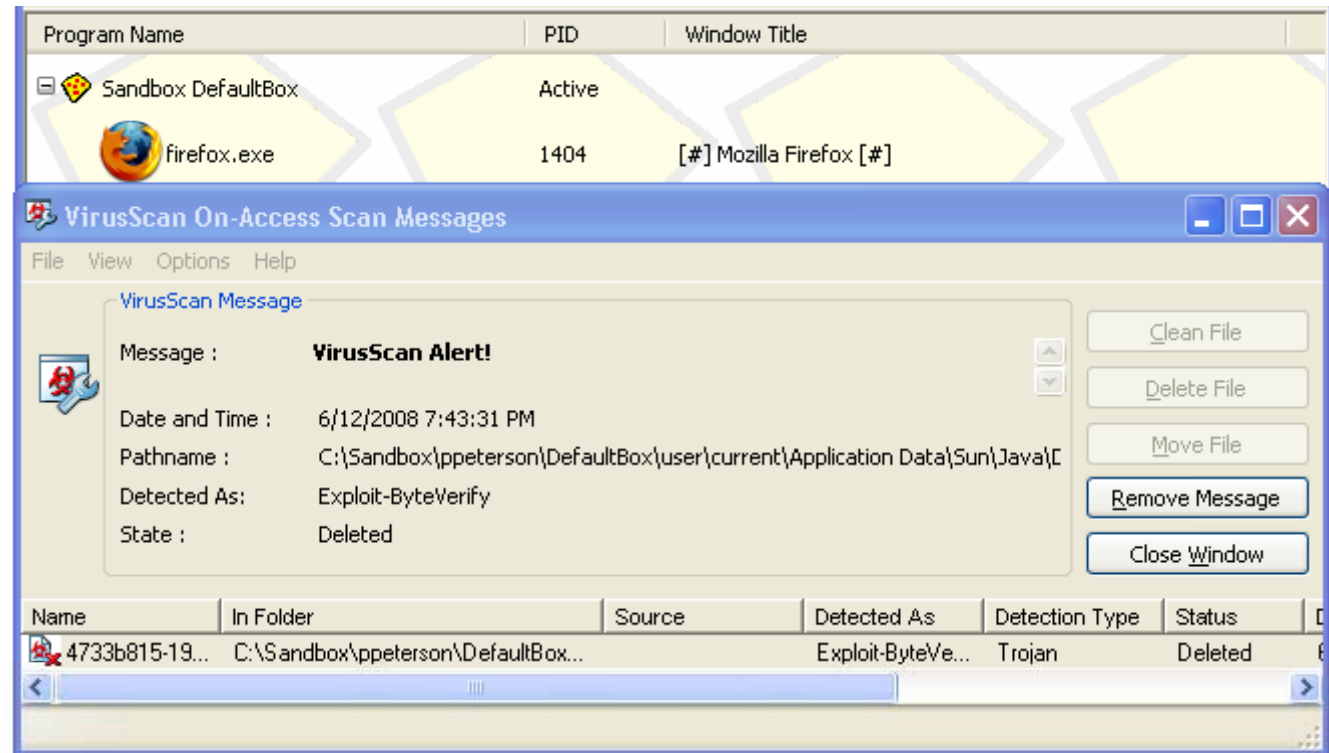 Program Name PID Window Title
Sandbox DefaultBox Active
firefox.exe 1404 [#] Mozilla Firefox [#]
VirusScan On-Access Scan Messages
File View Options Help
VirusScan Message
Message : VirusScan Alert!
Date and Time : 6/12/2008 7:43:31 PM
Pathname : C:\Sandbox\ppeterson\DefaultBox\user\current\Application Data\Sun\Java\
Detected As: Exploit-ByteVerify
State : Deleted
Clean File
Delete File
Move File
Remove Message
Close Window
Name In Folder Source Detected As Detection Type Status
4733b815-19... C:\Sandbox\ppeterson\DefaultBox... Exploit-ByteVe... Trojan Deleted